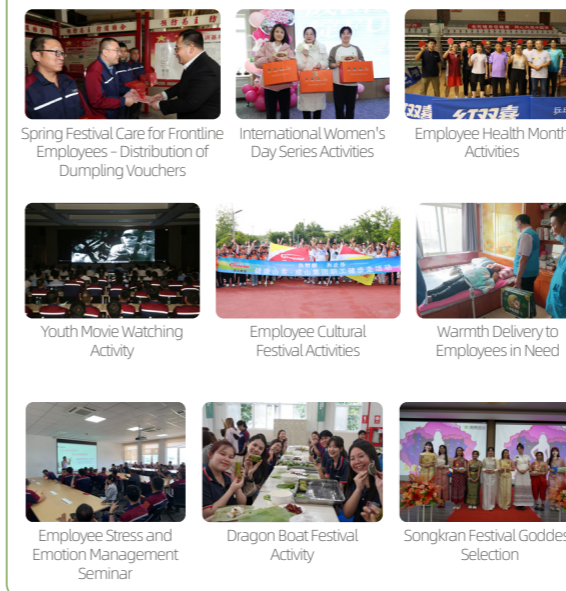 Spring Festival Care for Frontline
Employees – Distribution of
Dumpling Vouchers
International Women's
Day Series Activities
Employee Health Month
Activities
Youth Movie Watching
Activity
Employee Cultural
Festival Activities
Warmth Delivery to
Employees in Need
Employee Stress and
Emotion Management
Seminar
Dragon Boat Festival
Activity
Songkran Festival Goddes
Selection